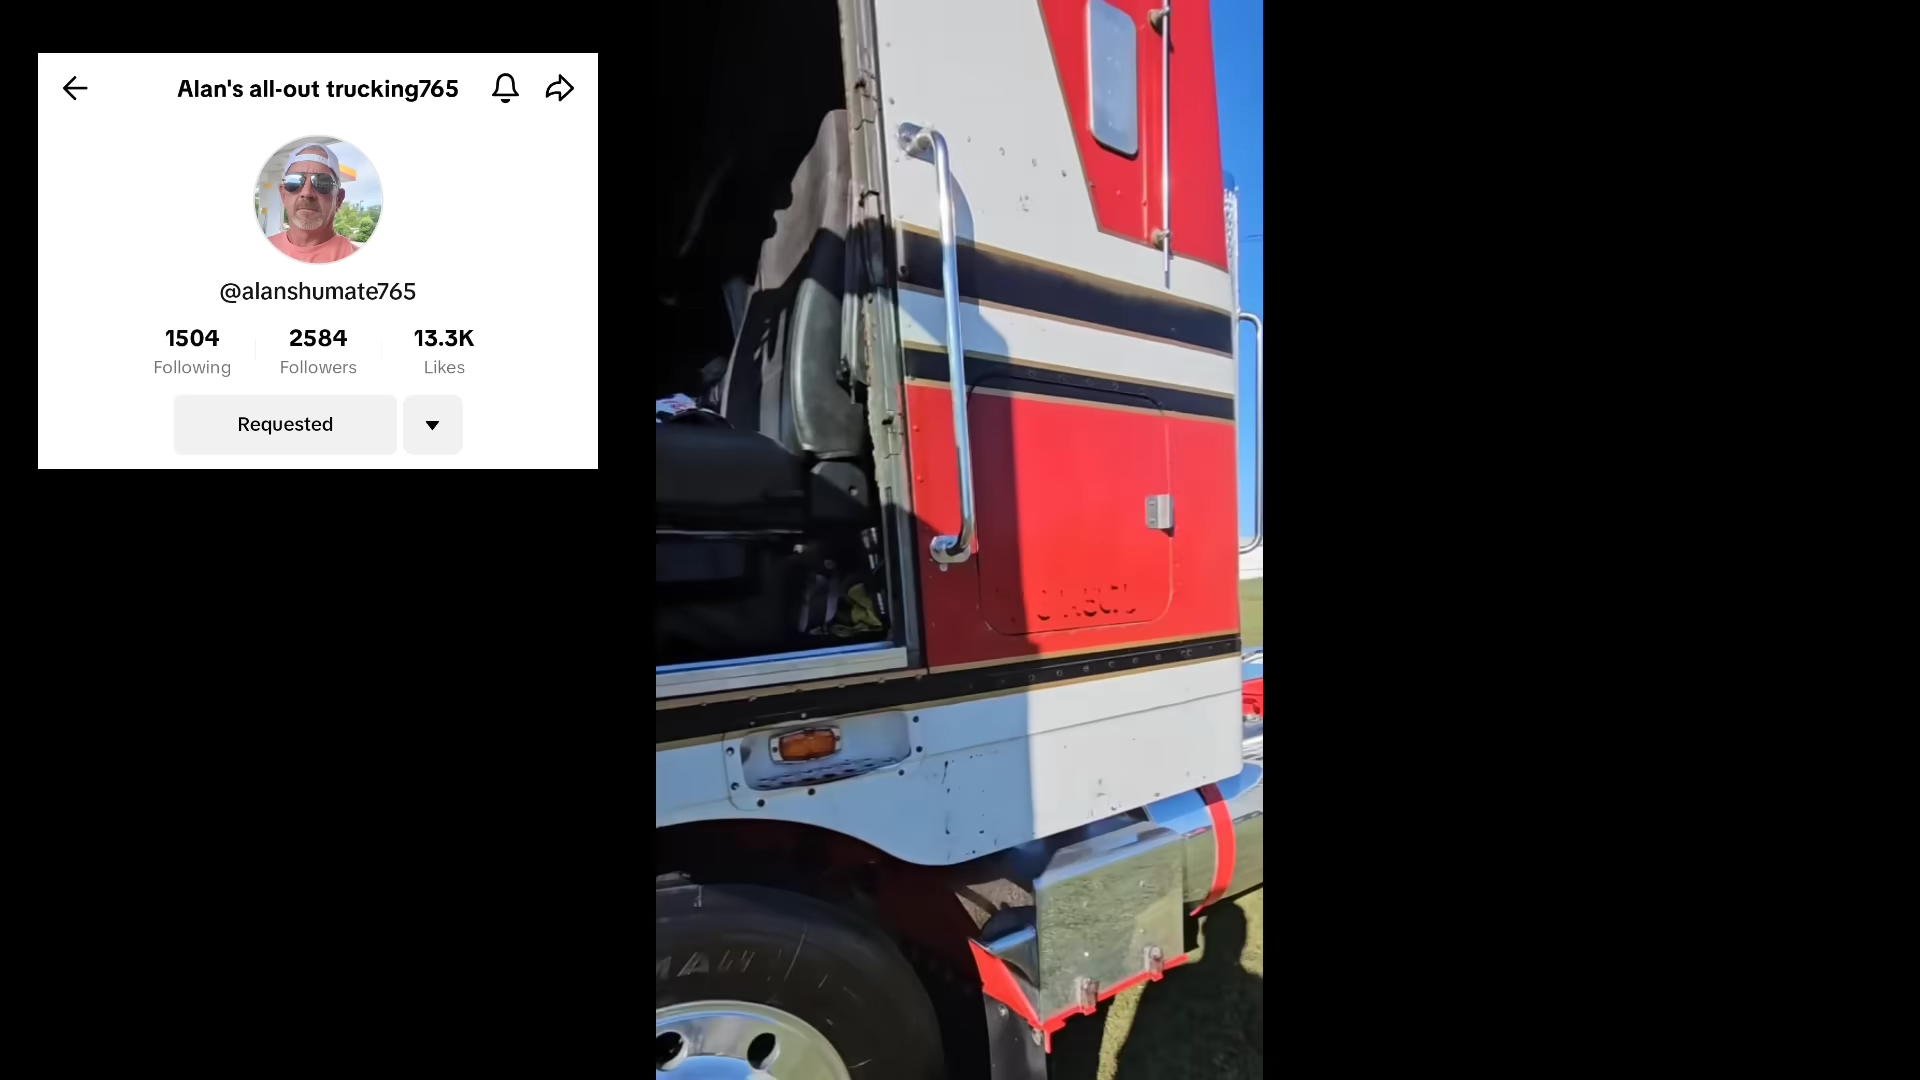 Alan's all-out trucking765
@alanshumate765
1504 2584 13.3K
Following Followers Likes
Requested